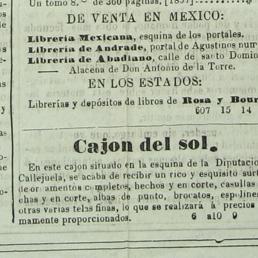 Un tomo 8.º de 360 páginas, [1857]
DE VENTA EN MEXICO:
Librería Mexicana, esquina de los portales.
Librería de Andrade, portal de Agustinos num
Librería de Abadiano, calle de santo Domin
—— Alacena de Don Antonio de la Torre.
EN LOS ESTADOS:
Librerías y depósitos de libros de Rosa y Bour
607 15 14
Cajon del sol.
En este cajon situado en la esquina de la Diputacio
Callejuela, se acaba de recibir un rico y esquisito surt
de ornamentos completos, hechos y en corte, casullas
chas y en corte, albas de punto, brocatos, espolines
otras varias telas finas, lo que se realizará á precios
mamente proporcionados. 6 a10 9